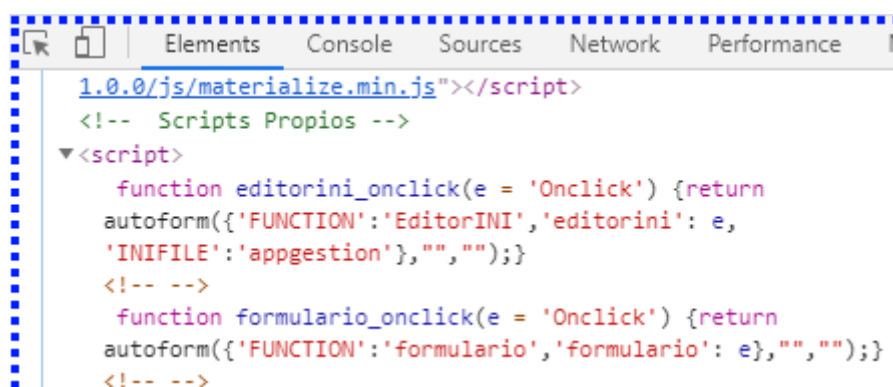 Elements Console Sources Network Performance
1.0.0/js/materialize.min.js"></script>
<!--  Scripts Propios -->
▼<script>
function editorini_onclick(e = 'Onclick') {return
autoform({'FUNCTION':'EditorINI','editorini': e,
'INIFILE':'appgestion'},"","");}
<!-- -->
function formulario_onclick(e = 'Onclick') {return
autoform({'FUNCTION':'formulario','formulario': e},"","");}
<!-- -->